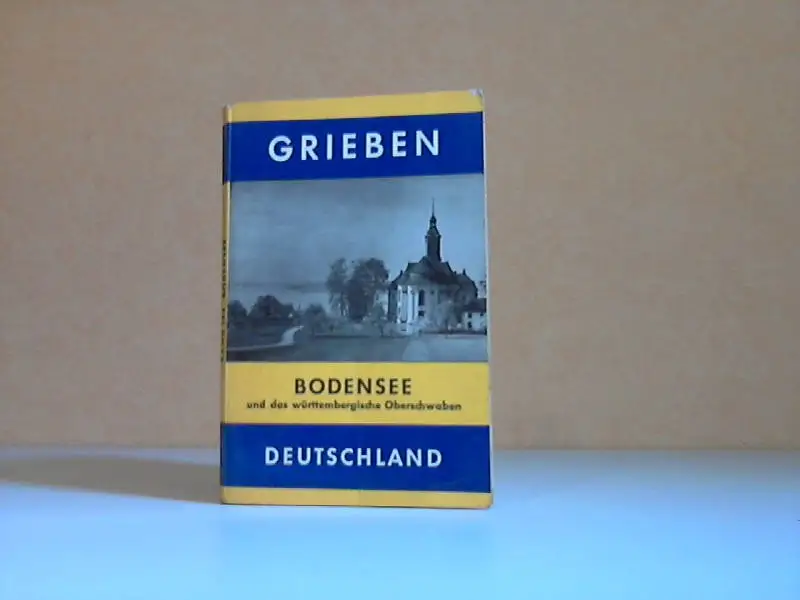 GRIEBEN
BODENSEE
und das württembergische Oberschwaben
DEUTSCHLAND